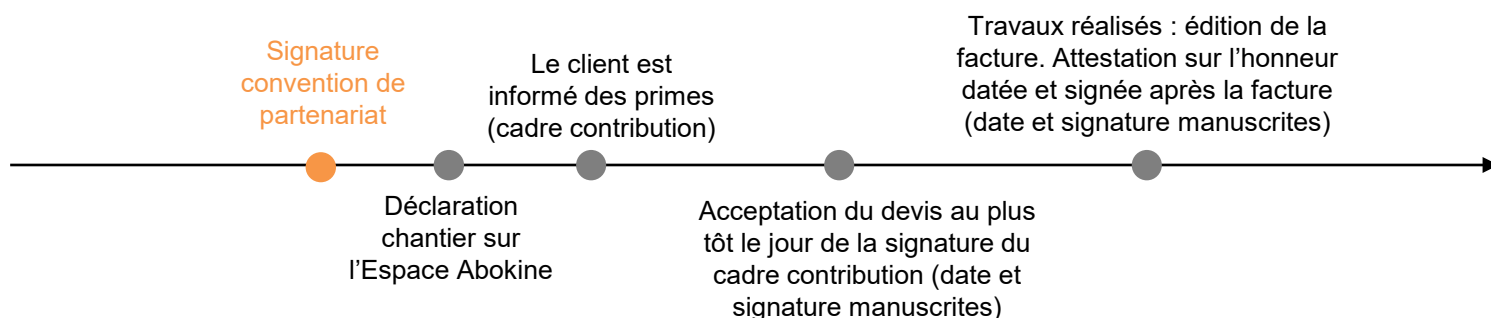 Signature
convention de
partenariat
Déclaration
chantier sur
l’Espace Abokine
Le client est
informé des primes
(cadre contribution)
Acceptation du devis au plus
tôt le jour de la signature du
cadre contribution (date et
signature manuscrites)
Travaux réalisés : édition de la
facture. Attestation sur l’honneur
datée et signée après la facture
(date et signature manuscrites)